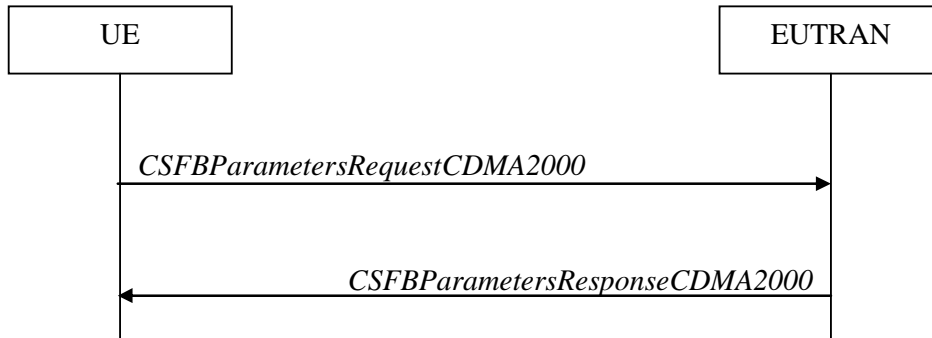 UE
EUTRAN
CSFBParametersRequestCDMA2000
CSFBParametersResponseCDMA2000